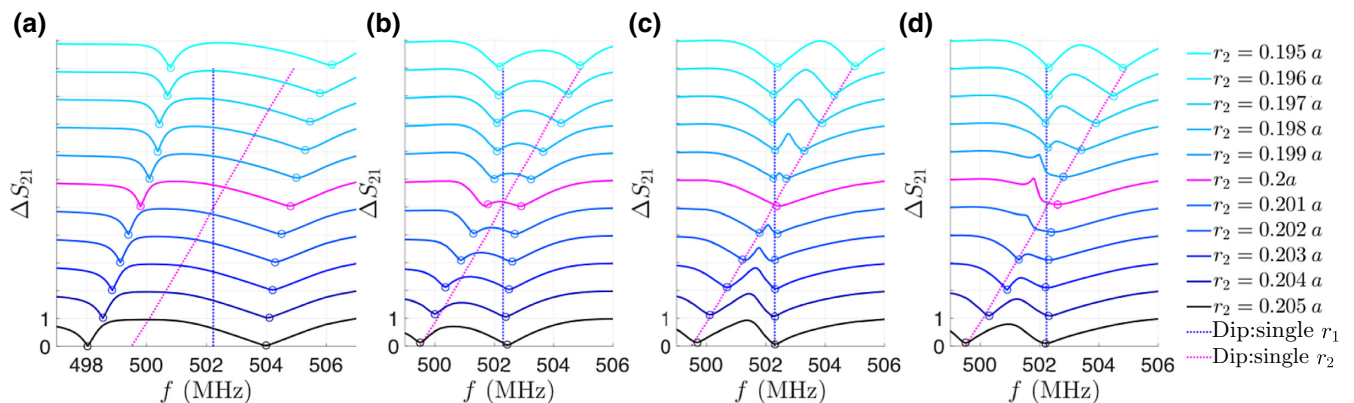 (a) (b) (c) (d)
ΔS₂₁ ΔS₂₁ ΔS₂₁ ΔS₂₁
1 1 1 1
0 0 0 0
498 500 502 504 506 500 502 504 506 500 502 504 506 500 502 504 506
f (MHz) f (MHz) f (MHz) f (MHz)
r₂ = 0.195 a
r₂ = 0.196 a
r₂ = 0.197 a
r₂ = 0.198 a
r₂ = 0.199 a
r₂ = 0.2a
r₂ = 0.201 a
r₂ = 0.202 a
r₂ = 0.203 a
r₂ = 0.204 a
r₂ = 0.205 a
Dip:single r₁
Dip:single r₂